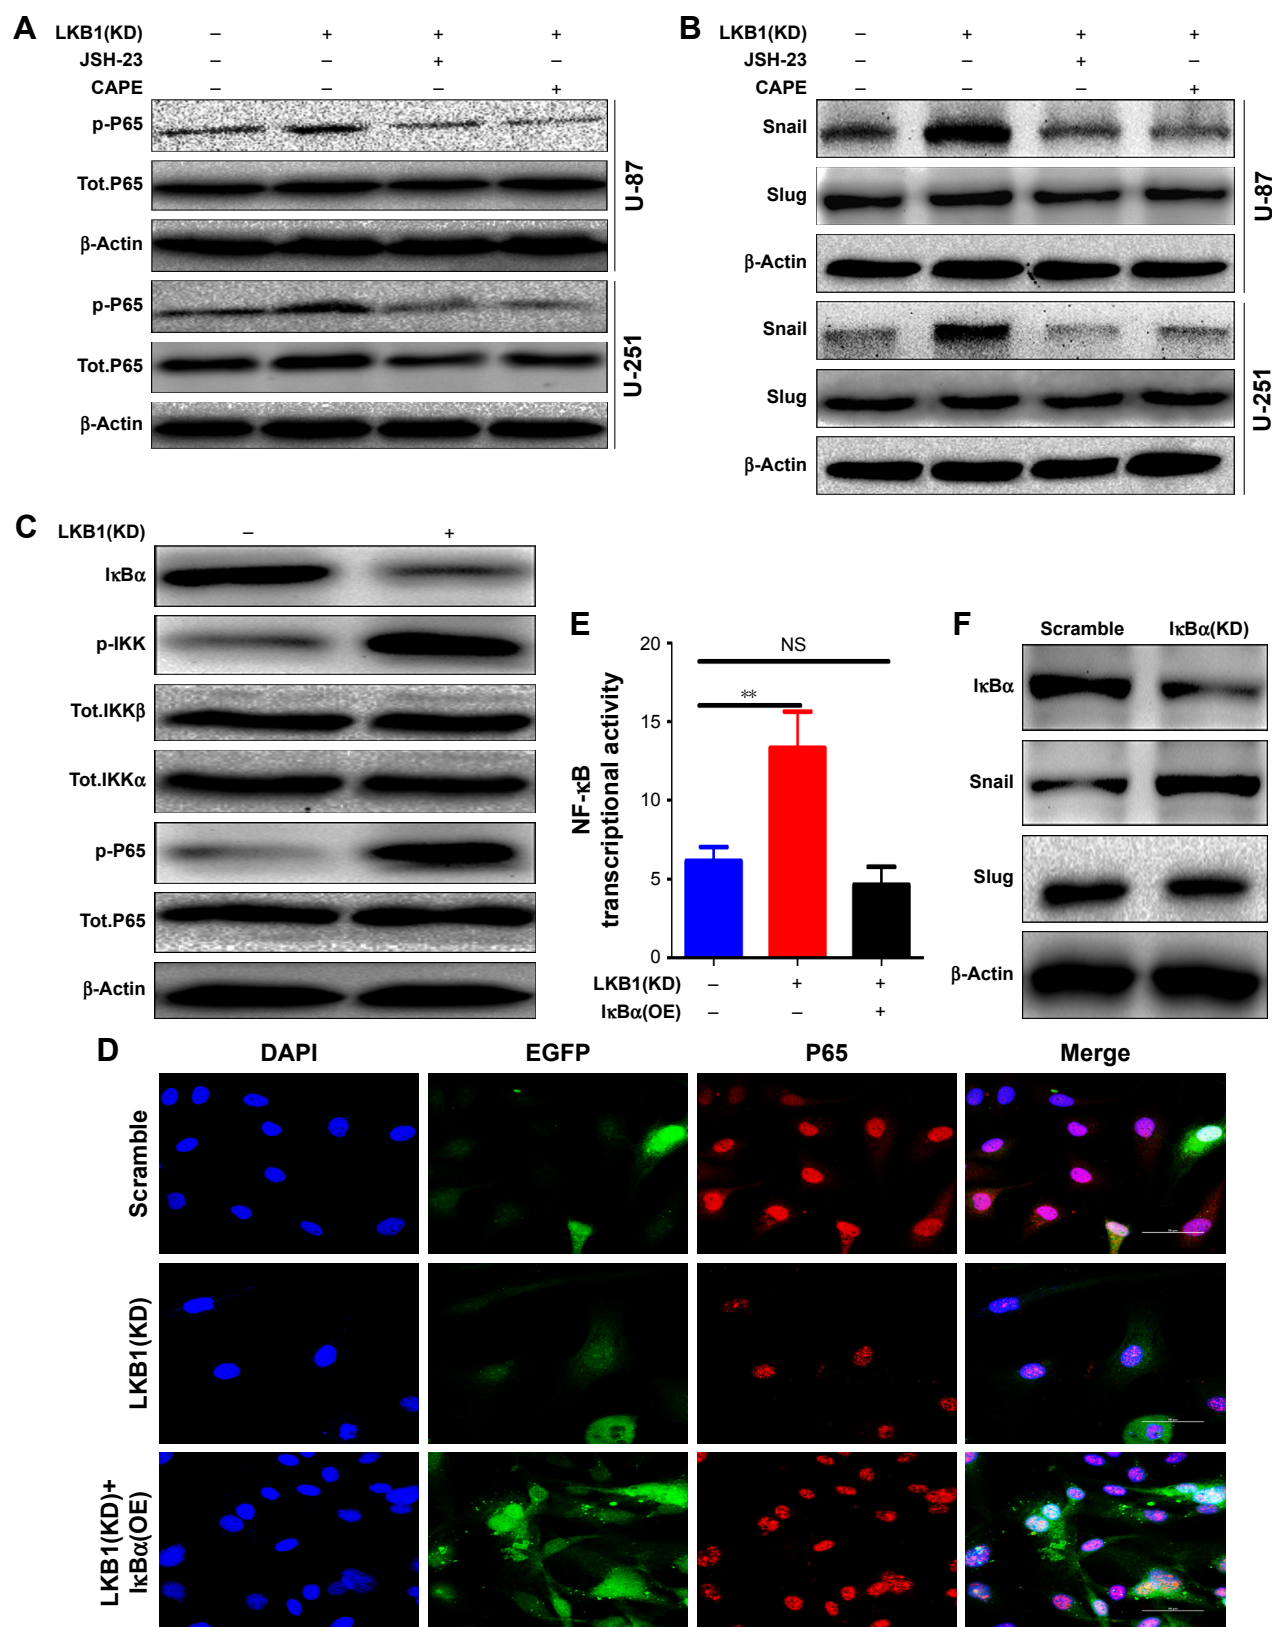 A
LKB1(KD) – + + +
JSH-23 – – + –
CAPE – – – +
p-P65
Tot.P65
β-Actin
U-87
p-P65
Tot.P65
β-Actin
U-251
B
LKB1(KD) – + + +
JSH-23 – – + –
CAPE – – – +
Snail
Slug
β-Actin
U-87
Snail
Slug
β-Actin
U-251
C
LKB1(KD) – +
IκBα
p-IKK
Tot.IKKβ
Tot.IKKα
p-P65
Tot.P65
β-Actin
E
NF-κB
transcriptional activity
20
15
10
5
0
NS
**
LKB1(KD) – + +
IκBα(OE) – – +
F
Scramble IκBα(KD)
IκBα
Snail
Slug
β-Actin
D
DAPI EGFP P65 Merge
Scramble
LKB1(KD)
LKB1(KD)+
IκBα(OE)